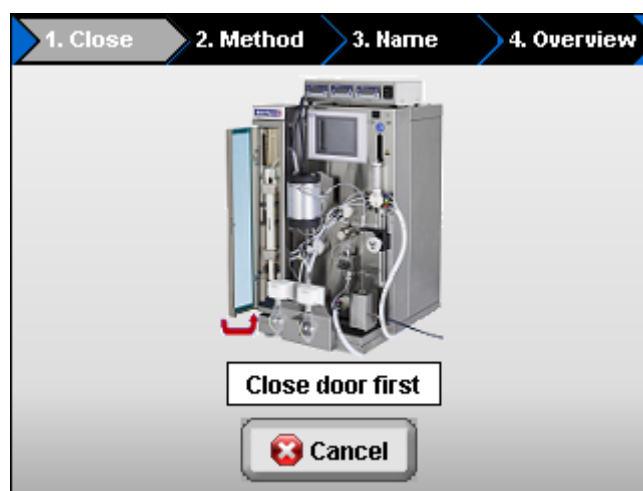 1. Close
2. Method
3. Name
4. Overview
Close door first
Cancel